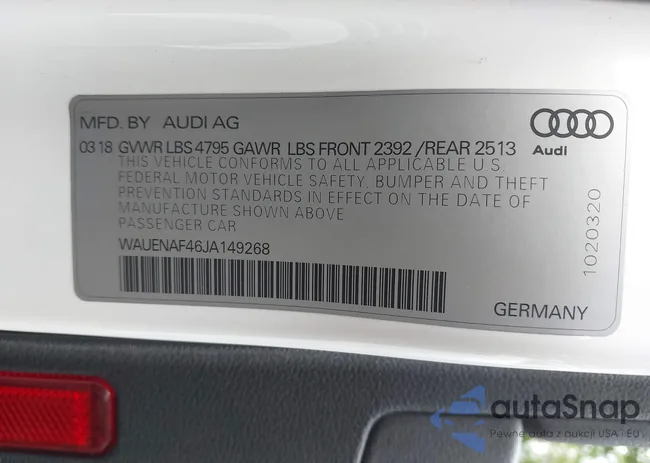 MFD. BY AUDI AG
03 18 GVWR LBS 4795 GAWR LBS FRONT 2392 /REAR 2513
THIS VEHICLE CONFORMS TO ALL APPLICABLE U.S.
FEDERAL MOTOR VEHICLE SAFETY, BUMPER AND THEFT
PREVENTION STANDARDS IN EFFECT ON THE DATE OF
MANUFACTURE SHOWN ABOVE
PASSENGER CAR
WAUENAF46JA149268
Audi
1020320
GERMANY
autaSnap
Pewne auta z aukcji USA i EU